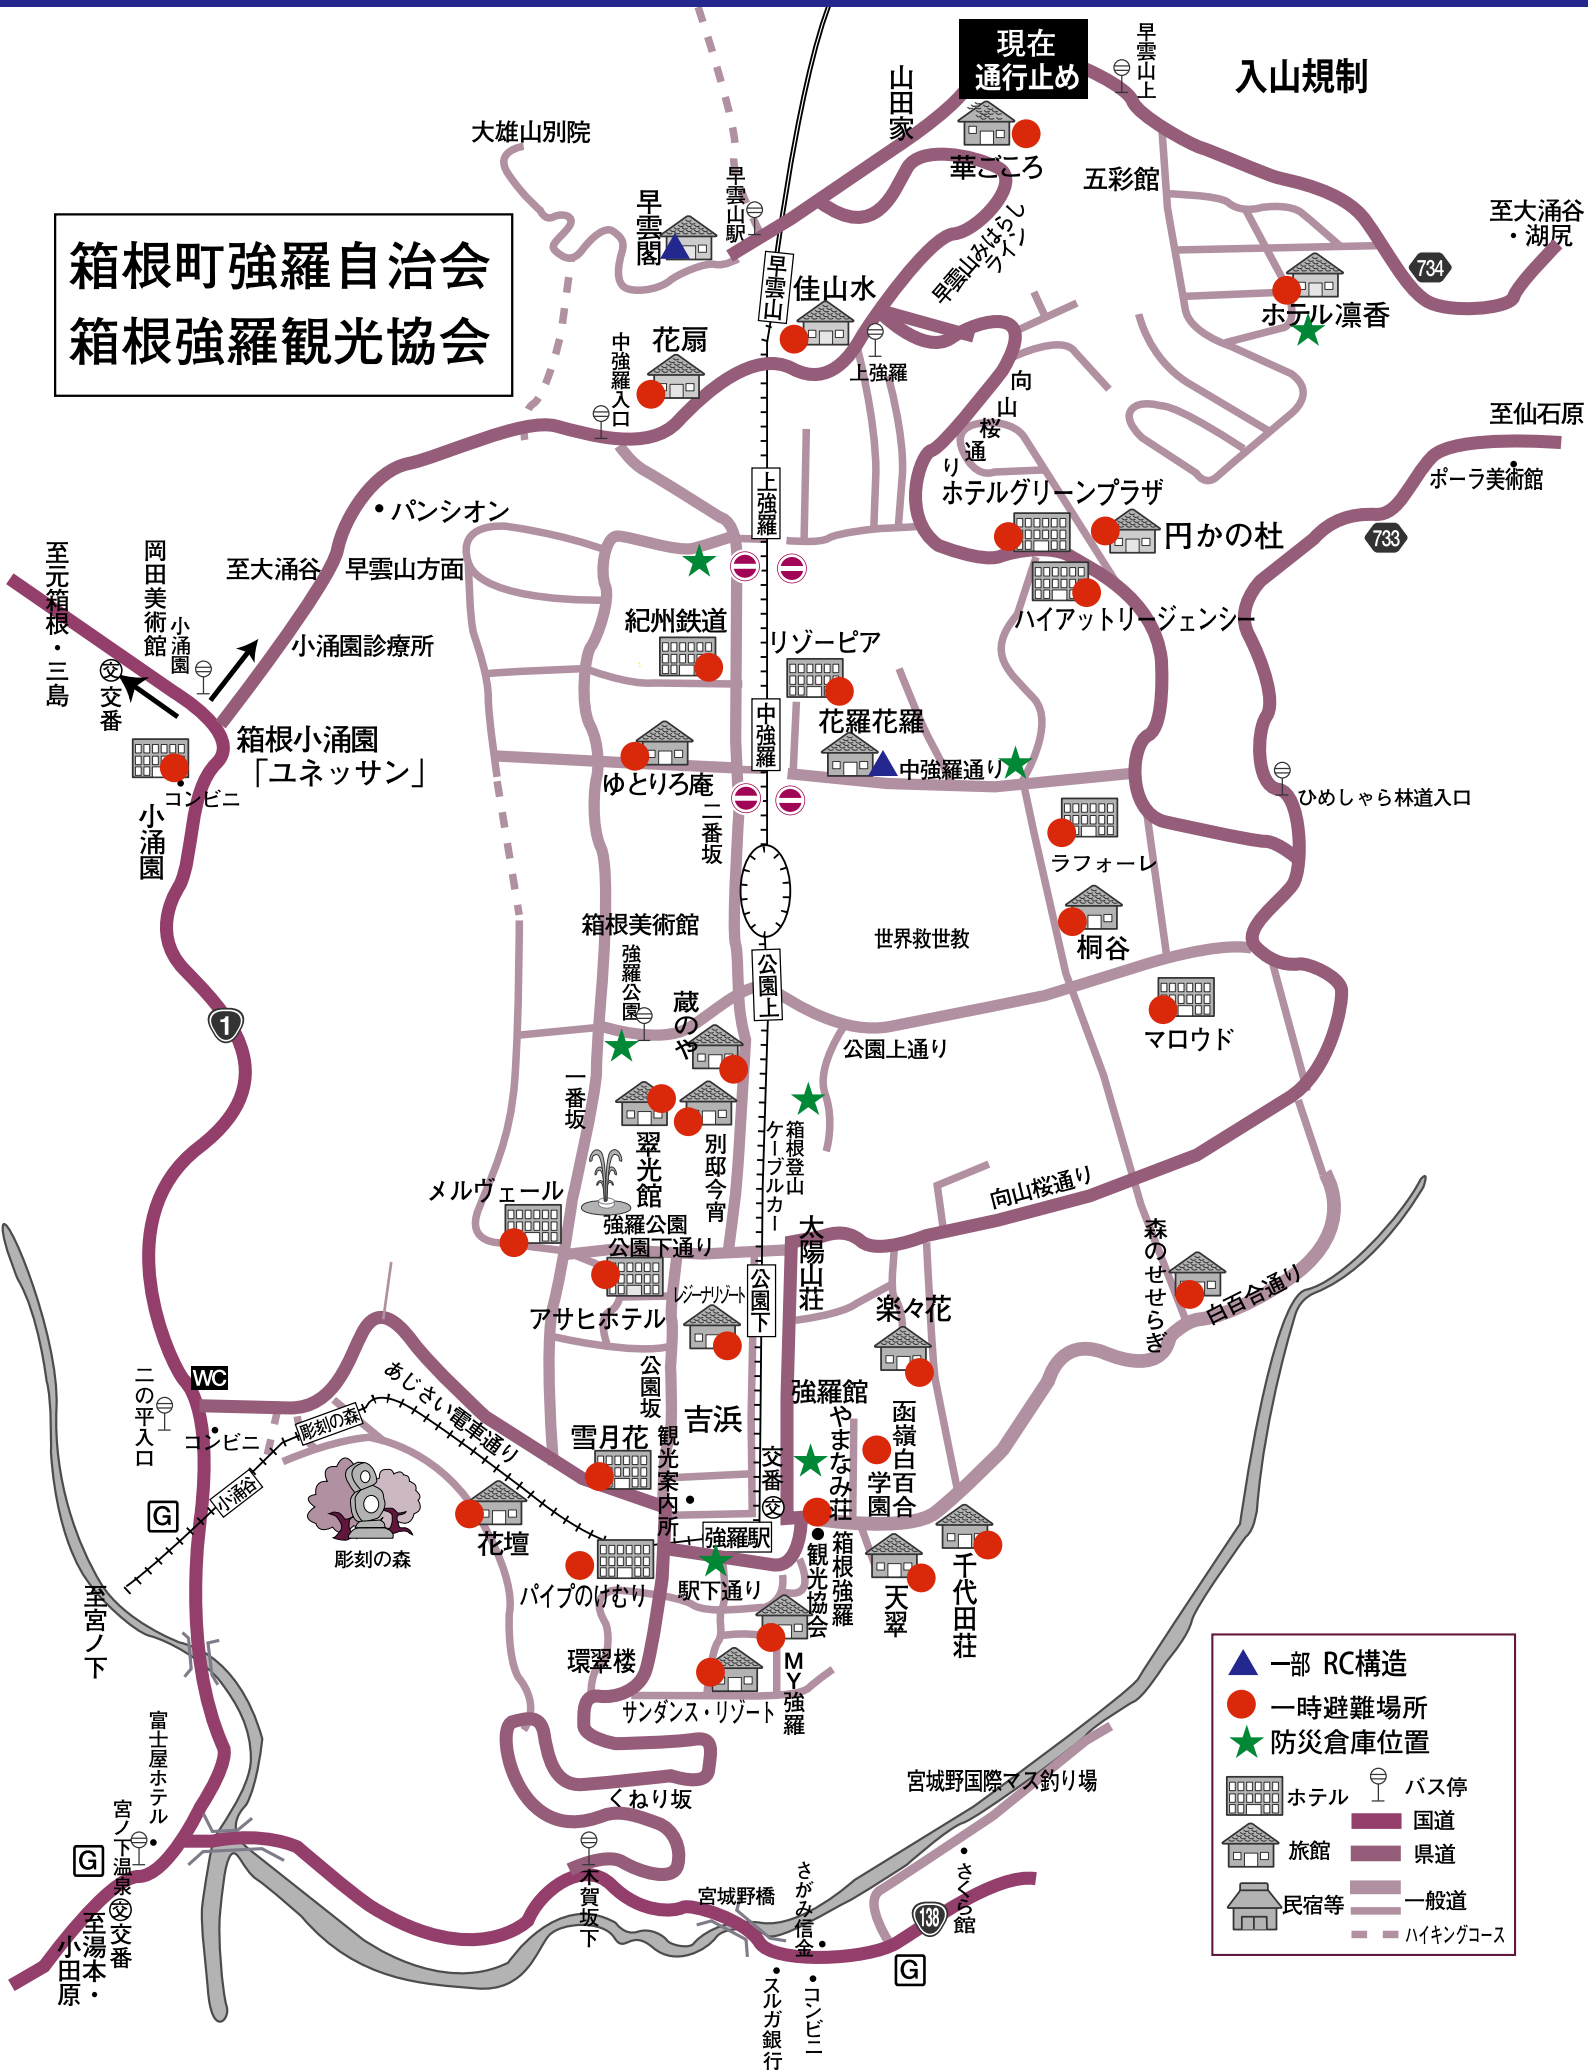 現在
通行止め
早雲山上
入山規制
山田家
大雄山別院
華ごころ
五彩館
早雲閣
早雲山駅
至大涌谷
・湖尻
734
箱根町強羅自治会
箱根強羅観光協会
早雲山
佳山水
早雲山みはらし
ライン
ホテル凛香
花扇
中強羅入口
上強羅
向山桜通り
至仙石原
ポーラ美術館
上強羅
ホテルグリーンプラザ
円かの杜
733
パンシオン
至大涌谷
早雲山方面
岡田美術館
至元箱根・三島
小涌園
小涌園診療所
交
交番
紀州鉄道
リゾーピア
ハイアットリージェンシー
中強羅
花羅花羅
箱根小涌園
「ユネッサン」
コンビニ
小涌園
ゆとりろ庵
中強羅通り
二番坂
ひめしゃら林道入口
ラフォーレ
箱根美術館
強羅公園
世界救世教
桐谷
公園上
蔵のや
1
マロウド
公園上通り
一番坂
翠光館
別邸今宵
箱根登山
ケーブルカー
メルヴェール
強羅公園
公園下通り
太陽山荘
向山桜通り
森のせせらぎ
白百合通り
公園下
レジーナリゾート
アサヒホテル
楽々花
二の平入口
WC
コンビニ
あじさい電車通り
公園坂
吉浜
強羅館
やまなみ荘
函嶺白百合
学園
彫刻の森
小涌谷
雪月花
観光案内所
交番
交
G
彫刻の森
花壇
強羅駅
パイプのけむり
駅下通り
箱根強羅
観光協会
天翠
千代田荘
至宮ノ下
環翠楼
サンダンス・リゾート
MY強羅
一部 RC構造
一時避難場所
防災倉庫位置
ホテル
バス停
国道
旅館
県道
民宿等
一般道
ハイキングコース
富士屋ホテル
宮ノ下温泉
交
交番
G
至湯本・
小田原
くねり坂
木賀坂下
宮城野国際マス釣り場
宮城野橋
さがみ信金
さくら館
138
G
スルガ銀行
コンビニ